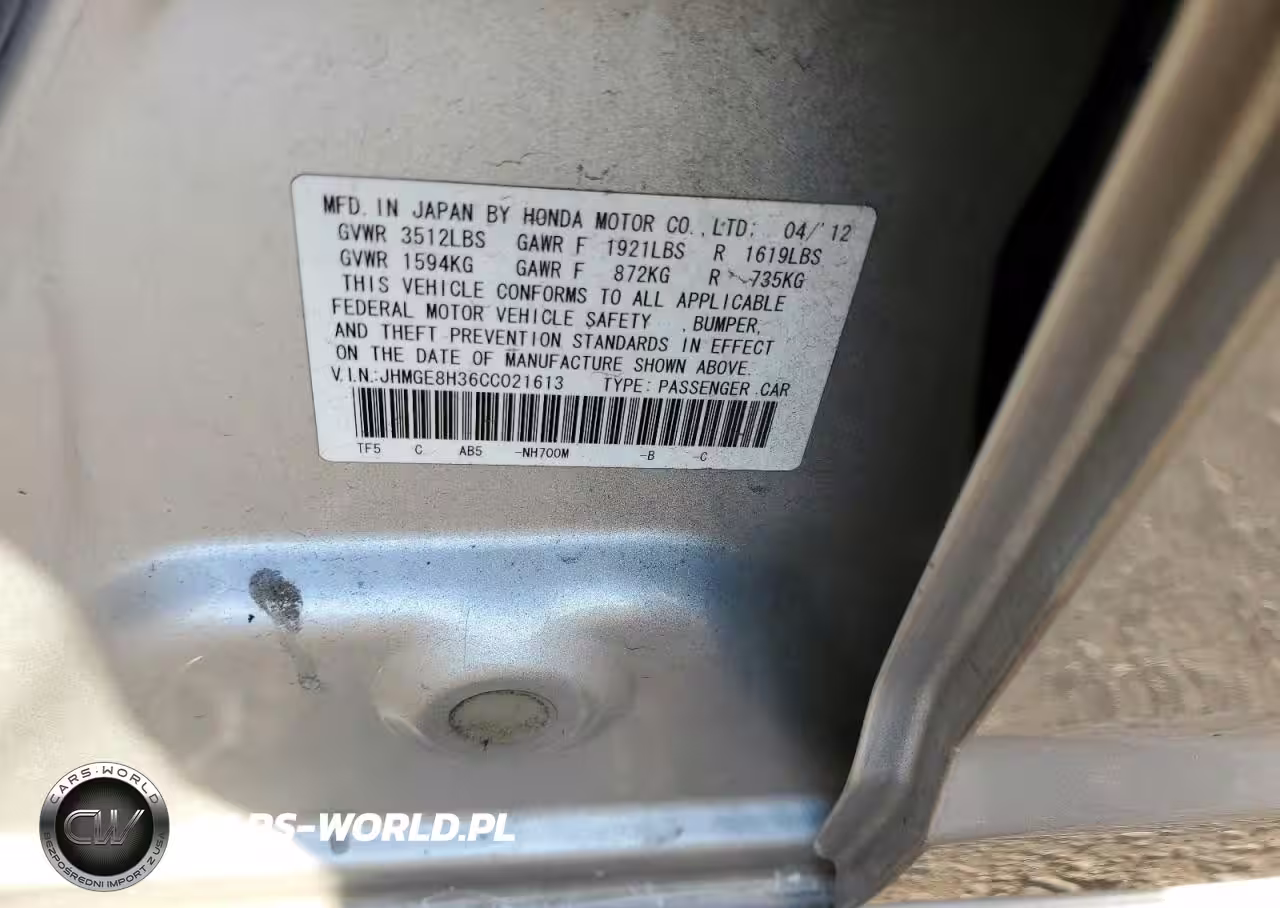 MFD. IN JAPAN BY HONDA MOTOR CO., LTD; 04/'12
GVWR 3512LBS GAWR F 1921LBS R 1619LBS
GVWR 1594KG GAWR F 872KG R 735KG
THIS VEHICLE CONFORMS TO ALL APPLICABLE
FEDERAL MOTOR VEHICLE SAFETY , BUMPER,
AND THEFT PREVENTION STANDARDS IN EFFECT
ON THE DATE OF MANUFACTURE SHOWN ABOVE.
V.I.N.:JHMGE8H36CC021613 TYPE: PASSENGER CAR
TF5 C AB5 -NH700M -B -C
CARS-WORLD
CW
BEZPOŚREDNI IMPORT Z USA
CARS-WORLD.PL